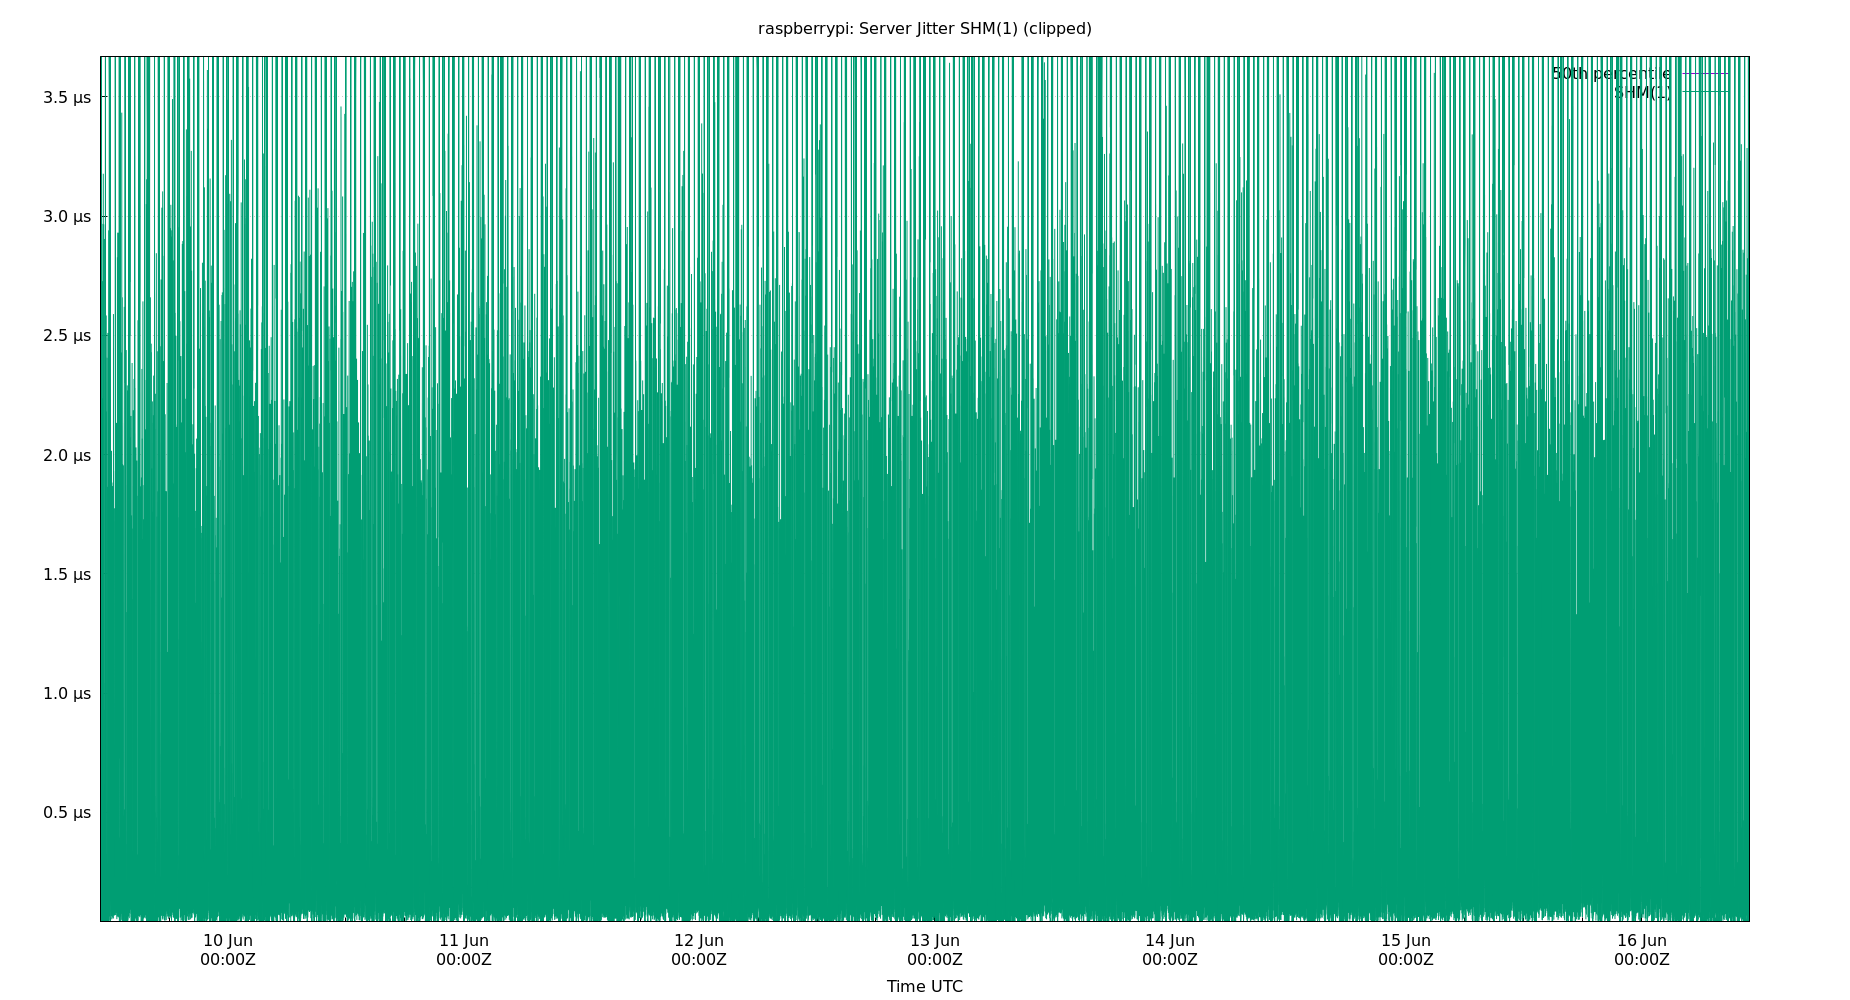 raspberrypi: Server Jitter SHM(1) (clipped)
50th percentile
SHM(1)
3.5 µs
3.0 µs
2.5 µs
2.0 µs
1.5 µs
1.0 µs
0.5 µs
10 Jun 11 Jun 12 Jun 13 Jun 14 Jun 15 Jun 16 Jun
00:00Z 00:00Z 00:00Z 00:00Z 00:00Z 00:00Z 00:00Z
Time UTC